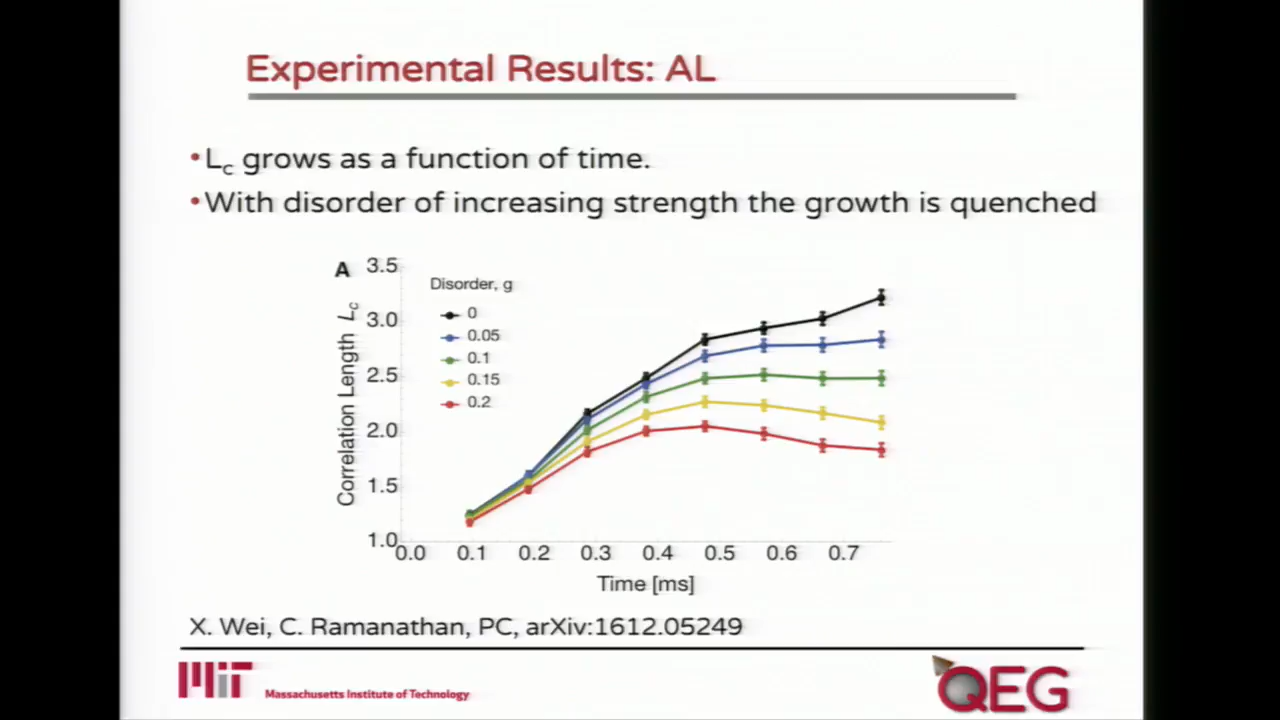 Experimental Results: AL
•Lc grows as a function of time.
•With disorder of increasing strength the growth is quenched
A
Disorder, g
0
0.05
0.1
0.15
0.2
Correlation Length Lc
3.5
3.0
2.5
2.0
1.5
1.0
0.0 0.1 0.2 0.3 0.4 0.5 0.6 0.7
Time [ms]
X. Wei, C. Ramanathan, PC, arXiv:1612.05249
MIT Massachusetts Institute of Technology
QEG